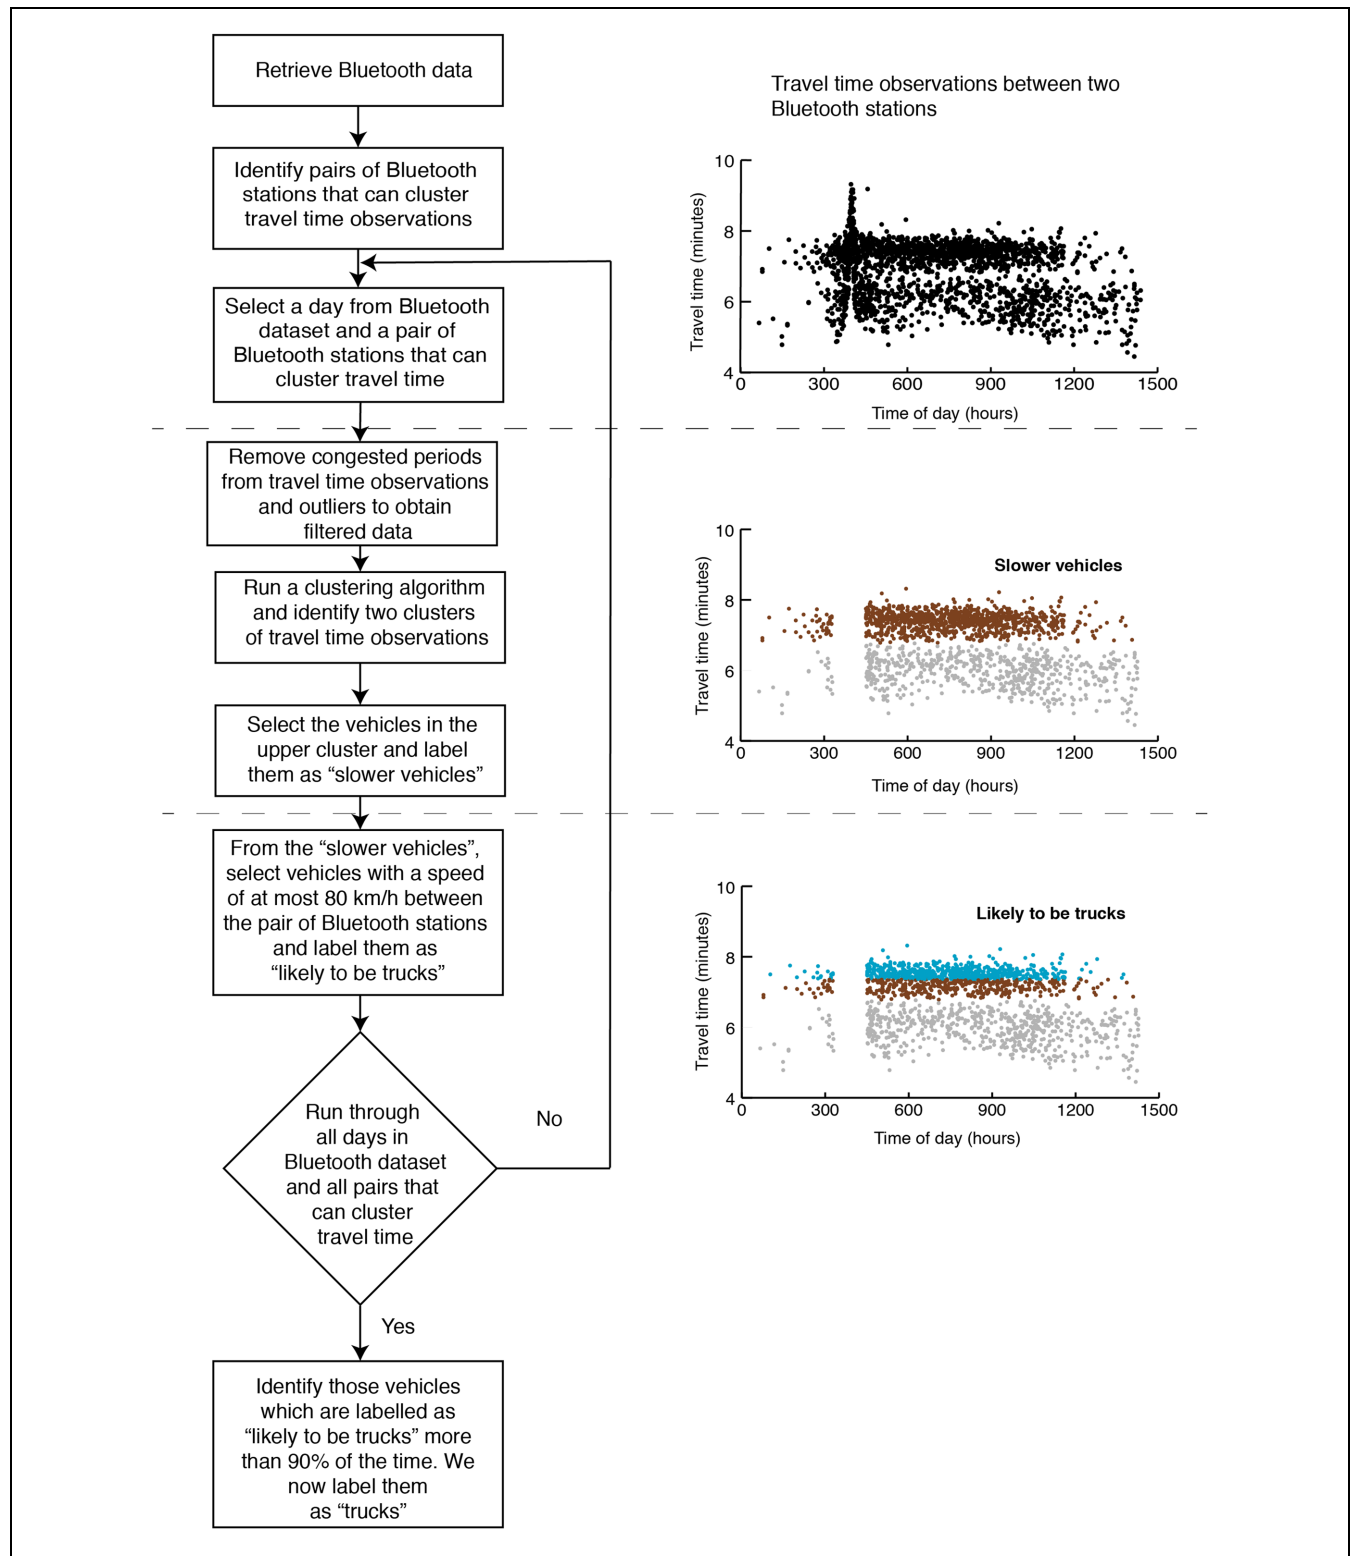 Retrieve Bluetooth data
Identify pairs of Bluetooth
stations that can cluster
travel time observations
Select a day from Bluetooth
dataset and a pair of
Bluetooth stations that can
cluster travel time
Remove congested periods
from travel time observations
and outliers to obtain
filtered data
Run a clustering algorithm
and identify two clusters
of travel time observations
Select the vehicles in the
upper cluster and label
them as “slower vehicles”
From the “slower vehicles”,
select vehicles with a speed
of at most 80 km/h between
the pair of Bluetooth stations
and label them as
“likely to be trucks”
Run through
all days in
Bluetooth dataset
and all pairs that
can cluster
travel time
No
Yes
Identify those vehicles
which are labelled as
“likely to be trucks” more
than 90% of the time. We
now label them
as “trucks”
Travel time observations between two
Bluetooth stations
Travel time (minutes)
10
8
6
4
0 300 600 900 1200 1500
Time of day (hours)
Slower vehicles
Travel time (minutes)
10
8
6
4
0 300 600 900 1200 1500
Time of day (hours)
Likely to be trucks
Travel time (minutes)
10
8
6
4
0 300 600 900 1200 1500
Time of day (hours)